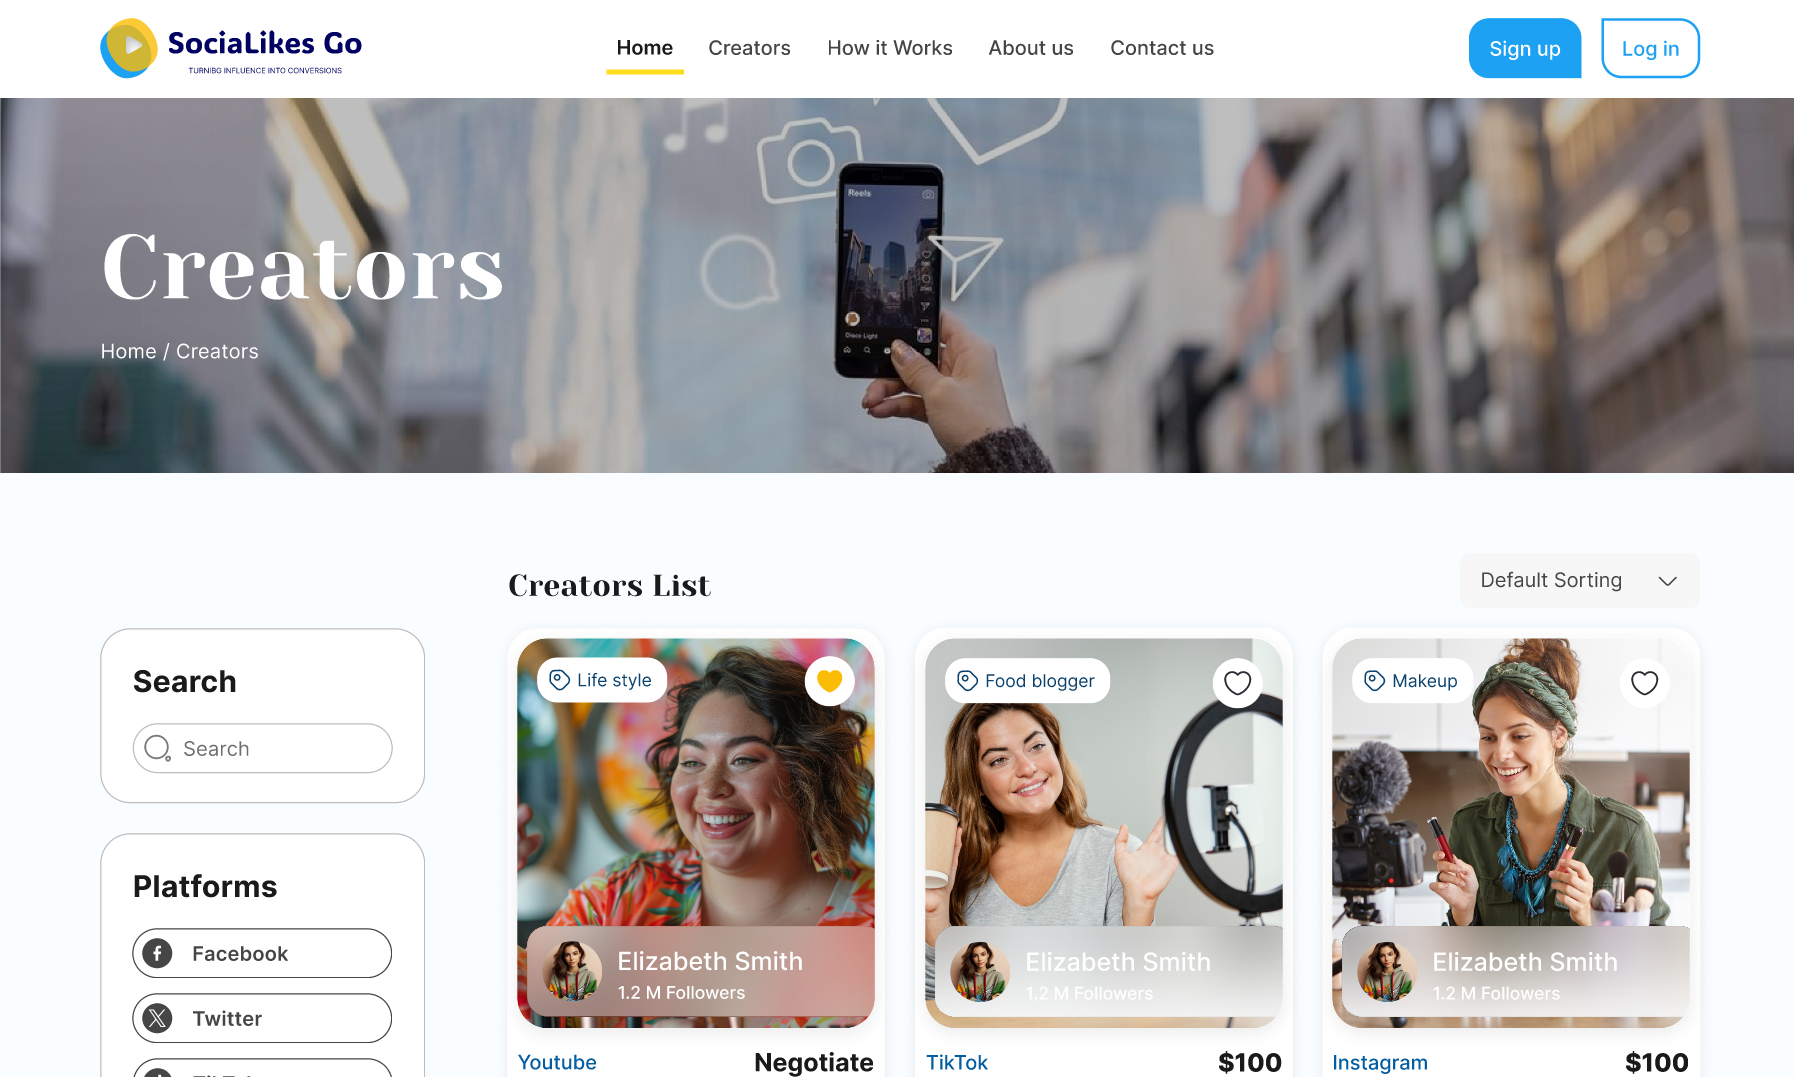 SociaLikes Go
TURNIBG INFLUENCE INTO CONVERSIONS
Home
Creators
How it Works
About us
Contact us
Sign up
Log in
Reels
Disco Light
Creators
Home / Creators
Creators List
Default Sorting
Search
Search
Platforms
Facebook
Twitter
Life style
Elizabeth Smith
1.2 M Followers
Youtube
Negotiate
Food blogger
Elizabeth Smith
1.2 M Followers
TikTok
$100
Makeup
Elizabeth Smith
1.2 M Followers
Instagram
$100